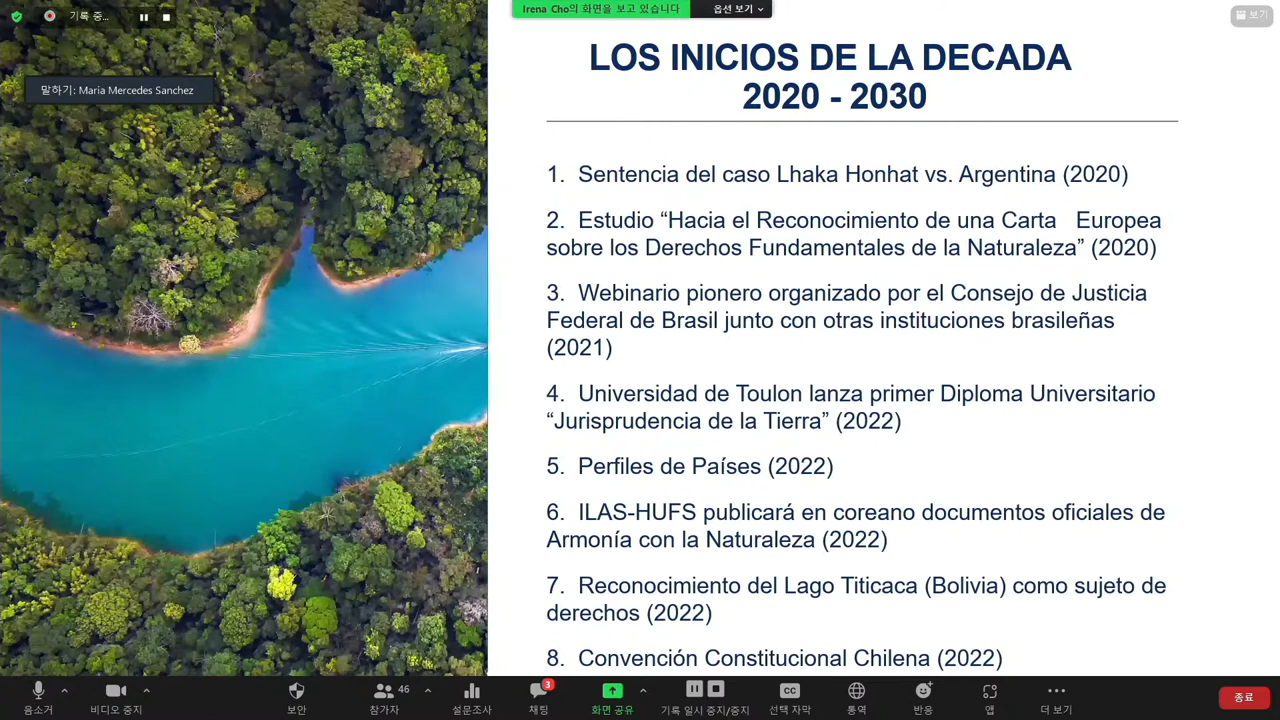 기록 중...
Irena Cho의 화면을 보고 있습니다
옵션 보기
보기
말하기: Maria Mercedes Sanchez
LOS INICIOS DE LA DECADA
2020 - 2030
1. Sentencia del caso Lhaka Honhat vs. Argentina (2020)
2. Estudio “Hacia el Reconocimiento de una Carta Europea
sobre los Derechos Fundamentales de la Naturaleza” (2020)
3. Webinario pionero organizado por el Consejo de Justicia
Federal de Brasil junto con otras instituciones brasileñas
(2021)
4. Universidad de Toulon lanza primer Diploma Universitario
“Jurisprudencia de la Tierra” (2022)
5. Perfiles de Países (2022)
6. ILAS-HUFS publicará en coreano documentos oficiales de
Armonía con la Naturaleza (2022)
7. Reconocimiento del Lago Titicaca (Bolivia) como sujeto de
derechos (2022)
8. Convención Constitucional Chilena (2022)
46
3
CC
음소거
비디오 중지
보안
참가자
설문조사
채팅
화면 공유
기록 일시 중지/중지
선택 자막
통역
반응
앱
더 보기
종료